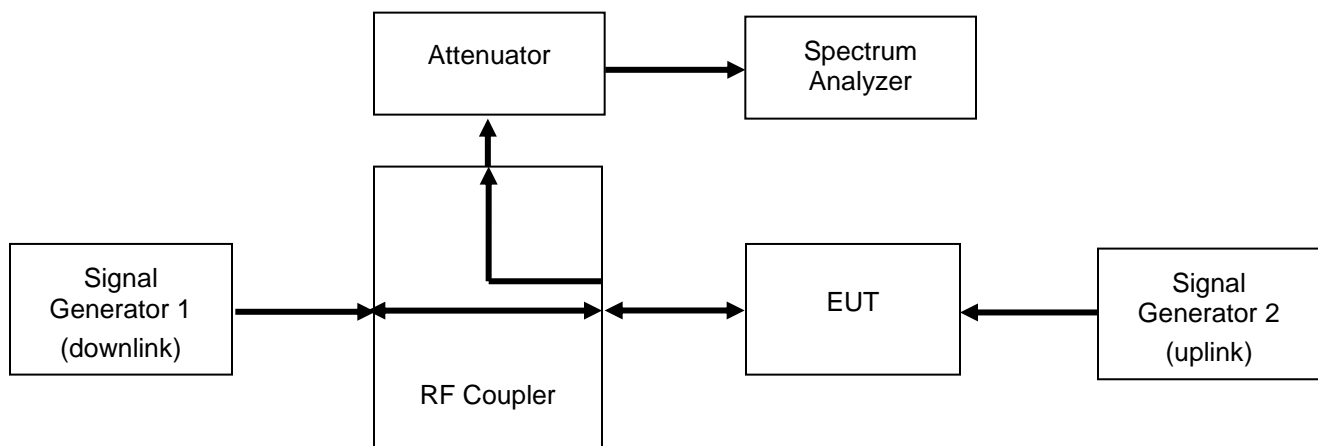 Attenuator
Spectrum
Analyzer
Signal
Generator 1
(downlink)
EUT
Signal
Generator 2
(uplink)
RF Coupler